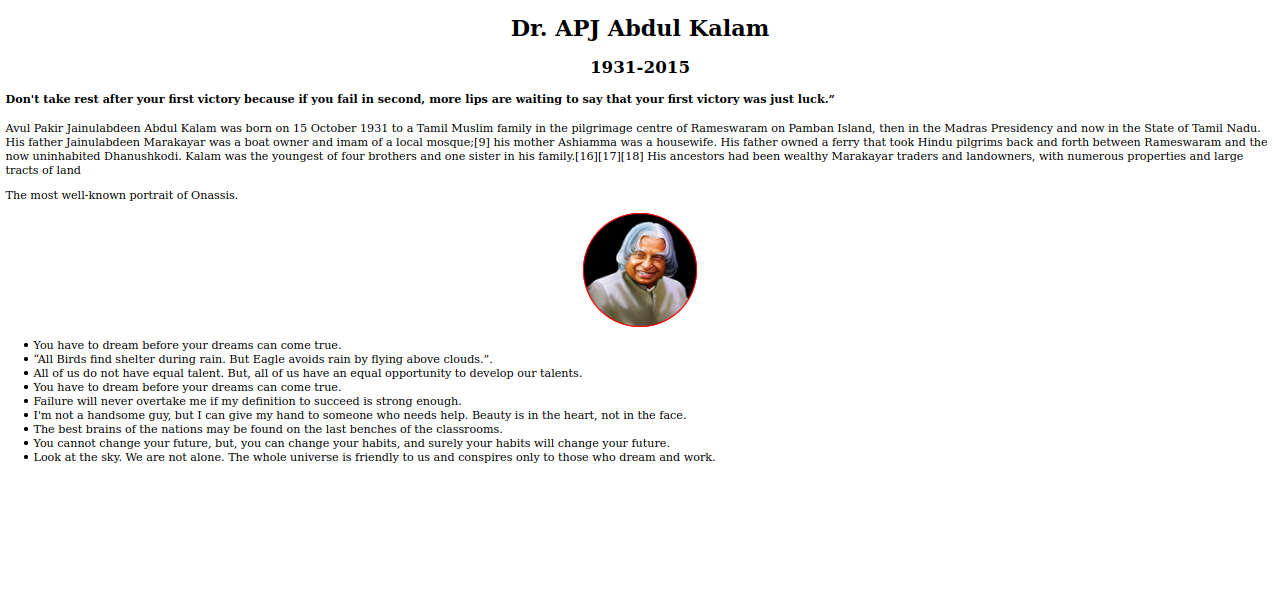 Dr. APJ Abdul Kalam
1931-2015
Don't take rest after your first victory because if you fail in second, more lips are waiting to say that your first victory was just luck.”
Avul Pakir Jainulabdeen Abdul Kalam was born on 15 October 1931 to a Tamil Muslim family in the pilgrimage centre of Rameswaram on Pamban Island, then in the Madras Presidency and now in the State of Tamil Nadu.
His father Jainulabdeen Marakayar was a boat owner and imam of a local mosque;[9] his mother Ashiamma was a housewife. His father owned a ferry that took Hindu pilgrims back and forth between Rameswaram and the
now uninhabited Dhanushkodi. Kalam was the youngest of four brothers and one sister in his family.[16][17][18] His ancestors had been wealthy Marakayar traders and landowners, with numerous properties and large
tracts of land
The most well-known portrait of Onassis.
• You have to dream before your dreams can come true.
• “All Birds find shelter during rain. But Eagle avoids rain by flying above clouds.”.
• All of us do not have equal talent. But, all of us have an equal opportunity to develop our talents.
• You have to dream before your dreams can come true.
• Failure will never overtake me if my definition to succeed is strong enough.
• I'm not a handsome guy, but I can give my hand to someone who needs help. Beauty is in the heart, not in the face.
• The best brains of the nations may be found on the last benches of the classrooms.
• You cannot change your future, but, you can change your habits, and surely your habits will change your future.
• Look at the sky. We are not alone. The whole universe is friendly to us and conspires only to those who dream and work.